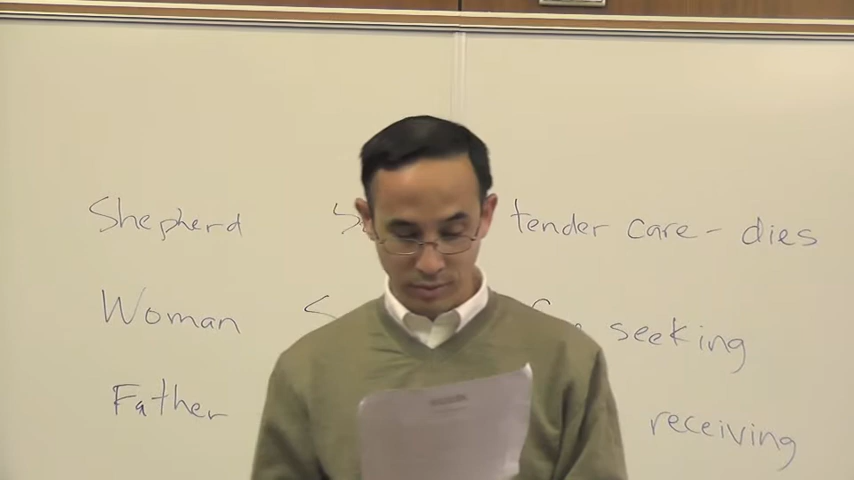 Shepherd tender care - dies
Woman seeking
Father receiving